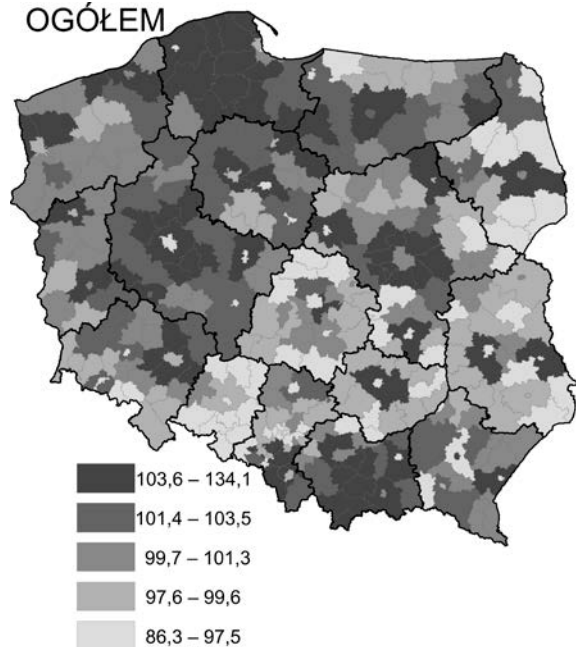 OGÓŁEM
103,6 – 134,1
101,4 – 103,5
99,7 – 101,3
97,6 – 99,6
86,3 – 97,5